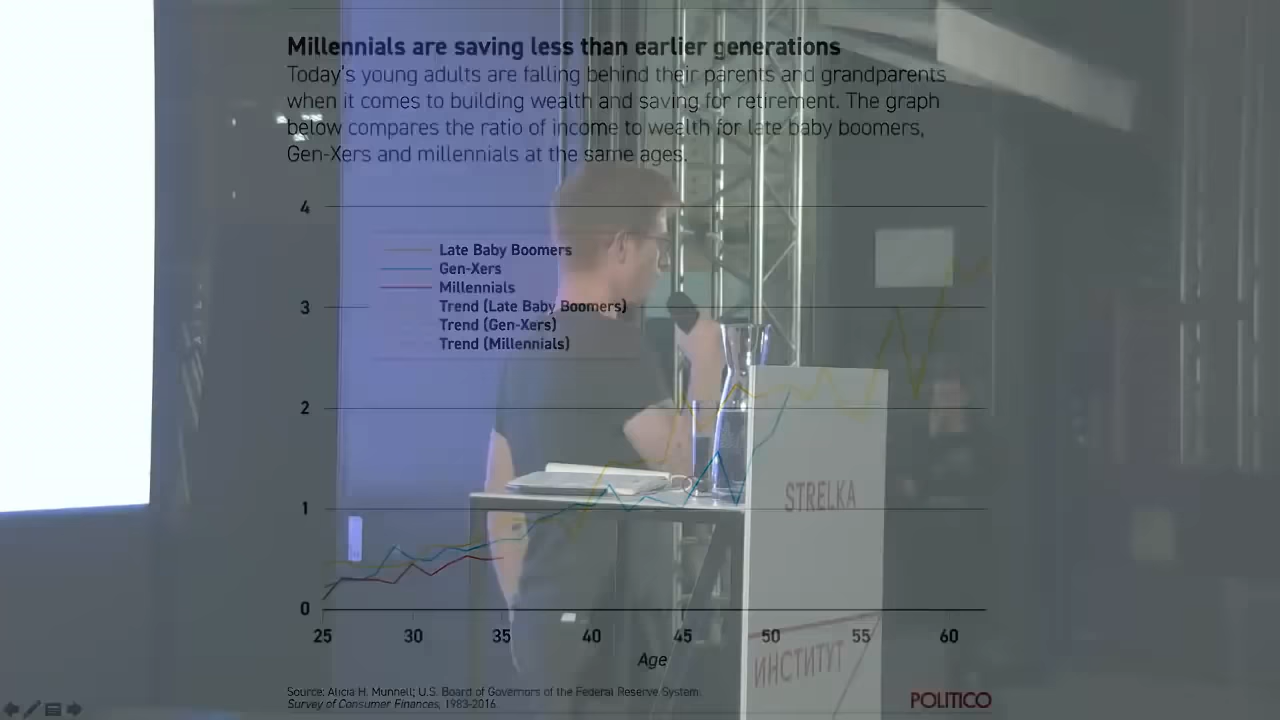 Millennials are saving less than earlier generations
Today's young adults are falling behind their parents and grandparents
when it comes to building wealth and saving for retirement. The graph
below compares the ratio of income to wealth for late baby boomers,
Gen-Xers and millennials at the same ages.
4
Late Baby Boomers
Gen-Xers
Millennials
3
Trend (Late Baby Boomers)
Trend (Gen-Xers)
Trend (Millennials)
2
STRELKA
1
0
25 30 35 40 45 50 55 60
Age
ИНСТИТУТ
Source: Alicia H. Munnell; U.S. Board of Governors of the Federal Reserve System.
Survey of Consumer Finances, 1983-2016.
POLITICO